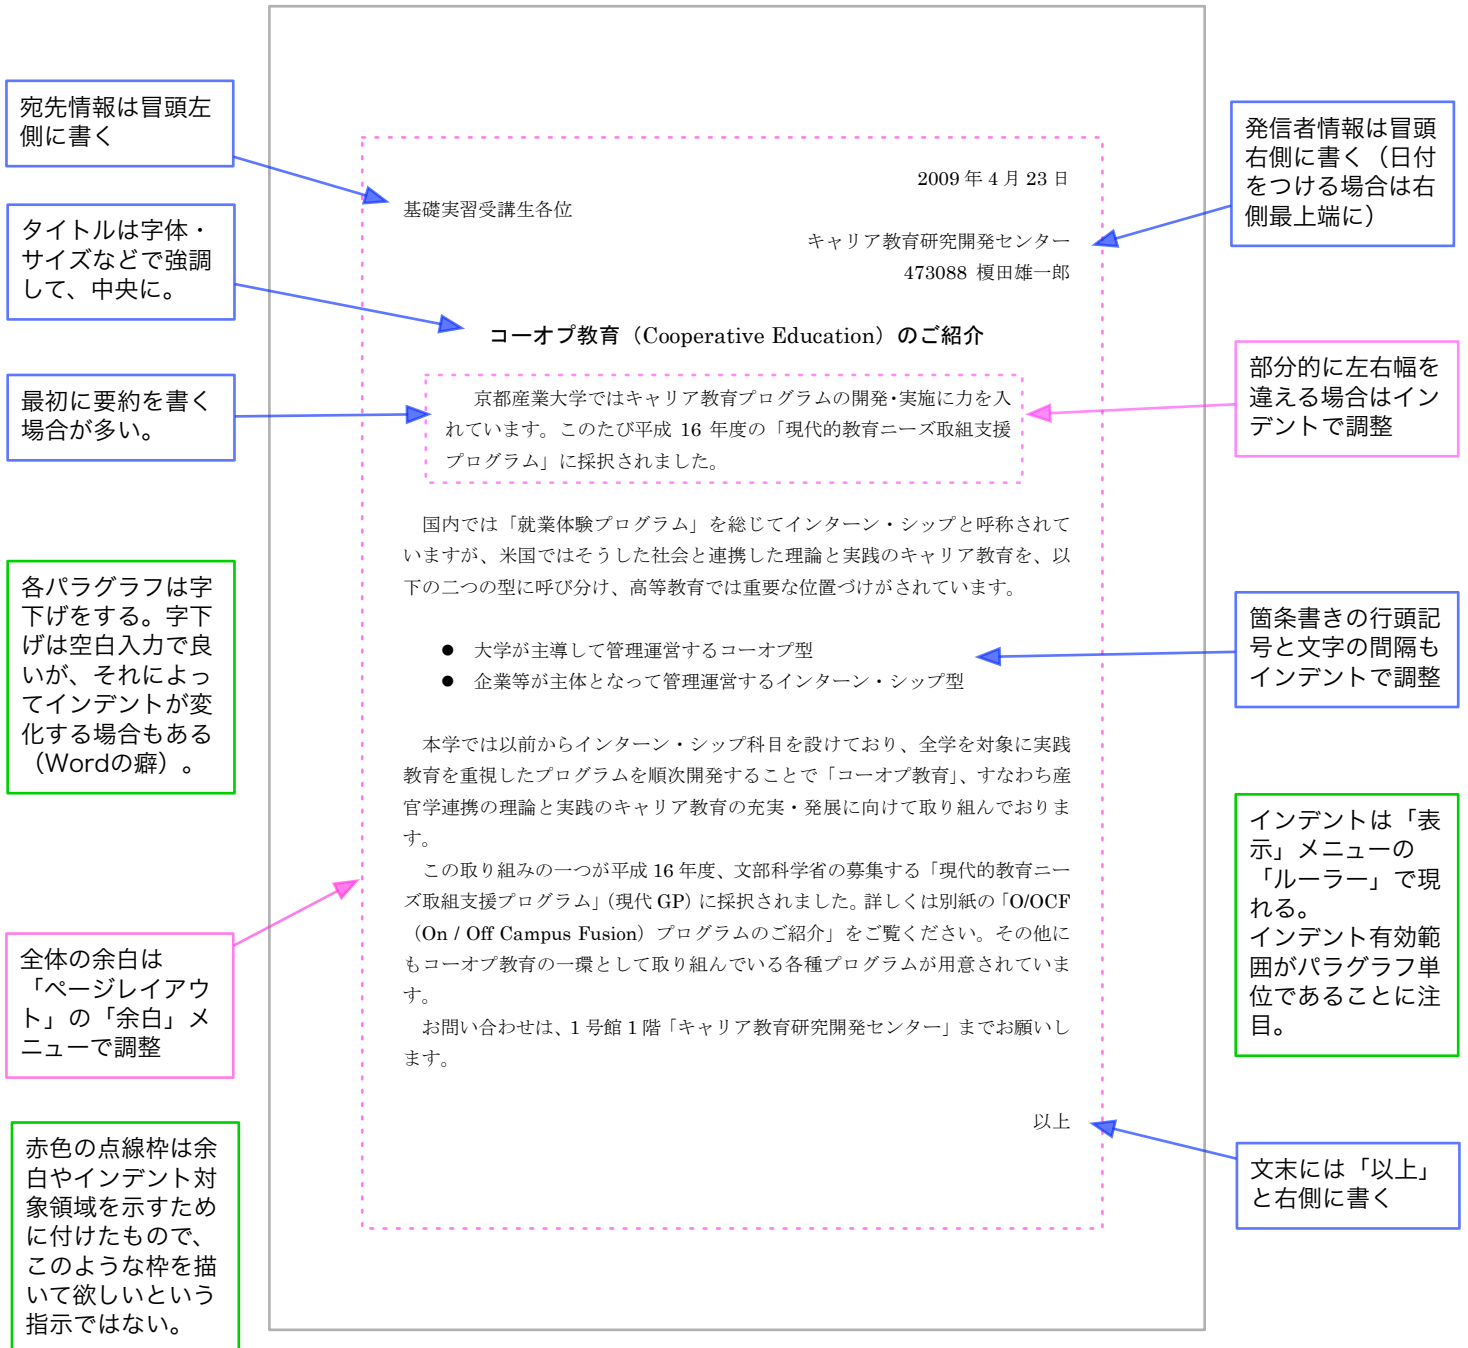 宛先情報は冒頭左
側に書く
タイトルは字体・
サイズなどで強調
して、中央に。
最初に要約を書く
場合が多い。
各パラグラフは字
下げをする。字下
げは空白入力で良
いが、それによっ
てインデントが変
化する場合もある
（Wordの癖）。
全体の余白は
「ページレイアウ
ト」の「余白」メ
ニューで調整
赤色の点線枠は余
白やインデント対
象領域を示すため
に付けたもので、
このような枠を描
いて欲しいという
指示ではない。
2009 年 4 月 23 日
基礎実習受講生各位
キャリア教育研究開発センター
473088 榎田雄一郎
コーオプ教育（Cooperative Education）のご紹介
京都産業大学ではキャリア教育プログラムの開発・実施に力を入
れています。このたび平成 16 年度の「現代的教育ニーズ取組支援
プログラム」に採択されました。
国内では「就業体験プログラム」を総じてインターン・シップと呼称されて
いますが、米国ではそうした社会と連携した理論と実践のキャリア教育を、以
下の二つの型に呼び分け、高等教育では重要な位置づけがされています。
● 大学が主導して管理運営するコーオプ型
● 企業等が主体となって管理運営するインターン・シップ型
本学では以前からインターン・シップ科目を設けており、全学を対象に実践
教育を重視したプログラムを順次開発することで「コーオプ教育」、すなわち産
官学連携の理論と実践のキャリア教育の充実・発展に向けて取り組んでおりま
す。
この取り組みの一つが平成 16 年度、文部科学省の募集する「現代的教育ニー
ズ取組支援プログラム」（現代 GP）に採択されました。詳しくは別紙の「O/OCF
（On / Off Campus Fusion）プログラムのご紹介」をご覧ください。その他に
もコーオプ教育の一環として取り組んでいる各種プログラムが用意されていま
す。
お問い合わせは、1 号館 1 階「キャリア教育研究開発センター」までお願いし
ます。
以上
発信者情報は冒頭
右側に書く（日付
をつける場合は右
側最上端に）
部分的に左右幅を
違える場合はイン
デントで調整
箇条書きの行頭記
号と文字の間隔も
インデントで調整
インデントは「表
示」メニューの
「ルーラー」で現
れる。
インデント有効範
囲がパラグラフ単
位であることに注
目。
文末には「以上」
と右側に書く